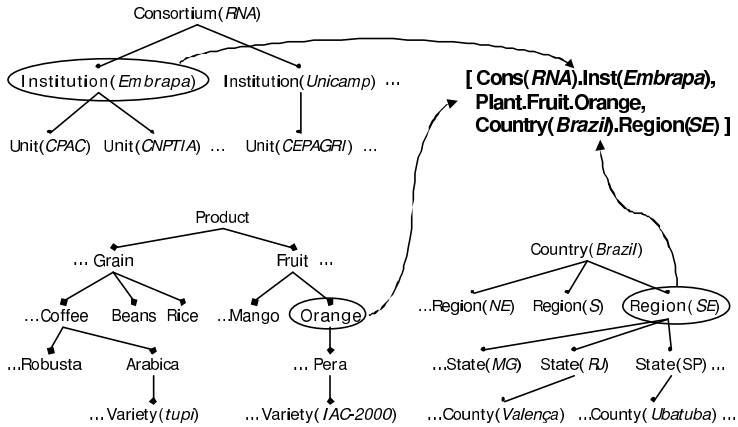 Consortium(RNA)
Institution(Embrapa) Institution(Unicamp) ...
Unit(CPAC) Unit(CNPTIA) ... Unit(CEPAGRI) ...
[ Cons(RNA).Inst(Embrapa),
Plant.Fruit.Orange,
Country(Brazil).Region(SE) ]
Product
... Grain Fruit ...
...Coffee Beans Rice ...Mango Orange
...Robusta Arabica ... Pera
... Variety(tupi) ... Variety(IAC-2000)
Country(Brazil)
...Region(NE) Region(S) Region(SE)
...State(MG) State(RJ) State(SP) ...
...County(Valença) ...County(Ubatuba) ...